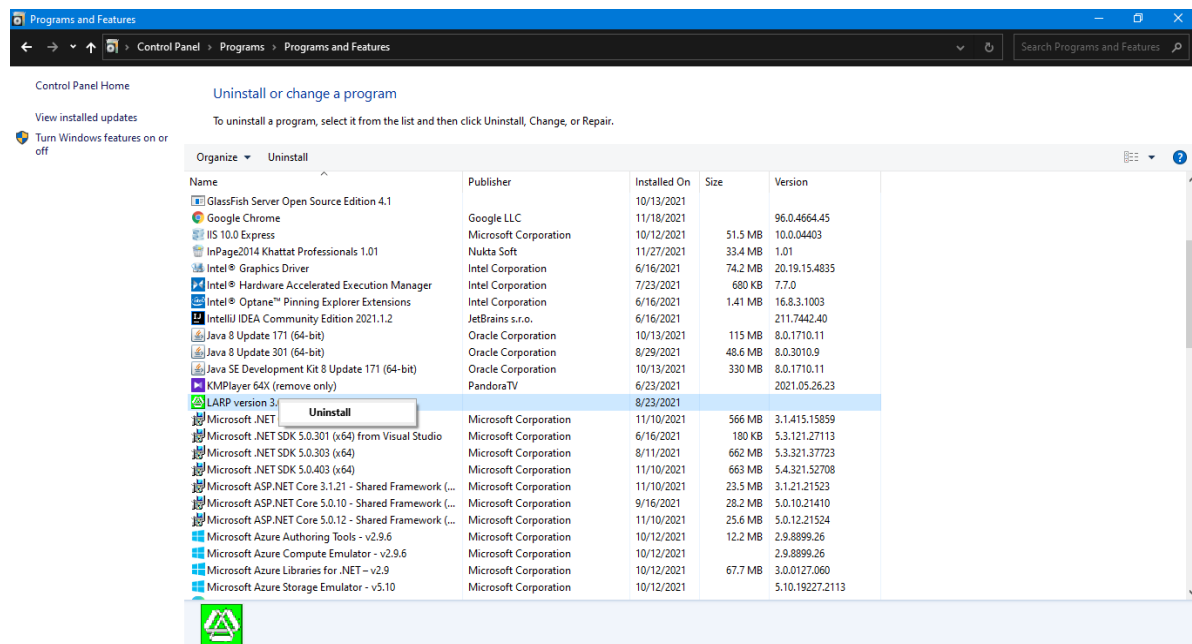 Programs and Features
Control Panel > Programs > Programs and Features
Search Programs and Features
Control Panel Home
View installed updates
Turn Windows features on or
off
Uninstall or change a program
To uninstall a program, select it from the list and then click Uninstall, Change, or Repair.
Organize Uninstall
Name Publisher Installed On Size Version
GlassFish Server Open Source Edition 4.1 10/13/2021
Google Chrome Google LLC 11/18/2021 96.0.4664.45
IIS 10.0 Express Microsoft Corporation 10/12/2021 51.5 MB 10.0.04403
InPage2014 Khattat Professionals 1.01 Nukta Soft 11/27/2021 33.4 MB 1.01
Intel® Graphics Driver Intel Corporation 6/16/2021 74.2 MB 20.19.15.4835
Intel® Hardware Accelerated Execution Manager Intel Corporation 7/23/2021 680 KB 7.7.0
Intel® Optane™ Pinning Explorer Extensions Intel Corporation 6/16/2021 1.41 MB 16.8.3.1003
IntelliJ IDEA Community Edition 2021.1.2 JetBrains s.r.o. 6/16/2021 211.7442.40
Java 8 Update 171 (64-bit) Oracle Corporation 10/13/2021 115 MB 8.0.1710.11
Java 8 Update 301 (64-bit) Oracle Corporation 8/29/2021 48.6 MB 8.0.3010.9
Java SE Development Kit 8 Update 171 (64-bit) Oracle Corporation 10/13/2021 330 MB 8.0.1710.11
KMPlayer 64X (remove only) PandoraTV 6/23/2021 2021.05.26.23
LARP version 3. 8/23/2021
Uninstall
Microsoft .NET Microsoft Corporation 11/10/2021 566 MB 3.1.415.15859
Microsoft .NET SDK 5.0.301 (x64) from Visual Studio Microsoft Corporation 6/16/2021 180 KB 5.3.121.27113
Microsoft .NET SDK 5.0.303 (x64) Microsoft Corporation 8/11/2021 662 MB 5.3.321.37723
Microsoft .NET SDK 5.0.403 (x64) Microsoft Corporation 11/10/2021 663 MB 5.4.321.52708
Microsoft ASP.NET Core 3.1.21 - Shared Framework (... Microsoft Corporation 11/10/2021 23.5 MB 3.1.21.21523
Microsoft ASP.NET Core 5.0.10 - Shared Framework (... Microsoft Corporation 9/16/2021 28.2 MB 5.0.10.21410
Microsoft ASP.NET Core 5.0.12 - Shared Framework (... Microsoft Corporation 11/10/2021 25.6 MB 5.0.12.21524
Microsoft Azure Authoring Tools - v2.9.6 Microsoft Corporation 10/12/2021 12.2 MB 2.9.8899.26
Microsoft Azure Compute Emulator - v2.9.6 Microsoft Corporation 10/12/2021 2.9.8899.26
Microsoft Azure Libraries for .NET – v2.9 Microsoft Corporation 10/12/2021 67.7 MB 3.0.0127.060
Microsoft Azure Storage Emulator - v5.10 Microsoft Corporation 10/12/2021 5.10.19227.2113